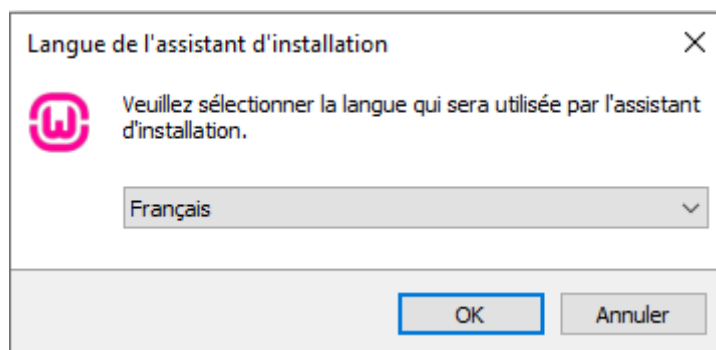 Langue de l'assistant d'installation
Veuillez sélectionner la langue qui sera utilisée par l'assistant
d'installation.
Français
OK
Annuler